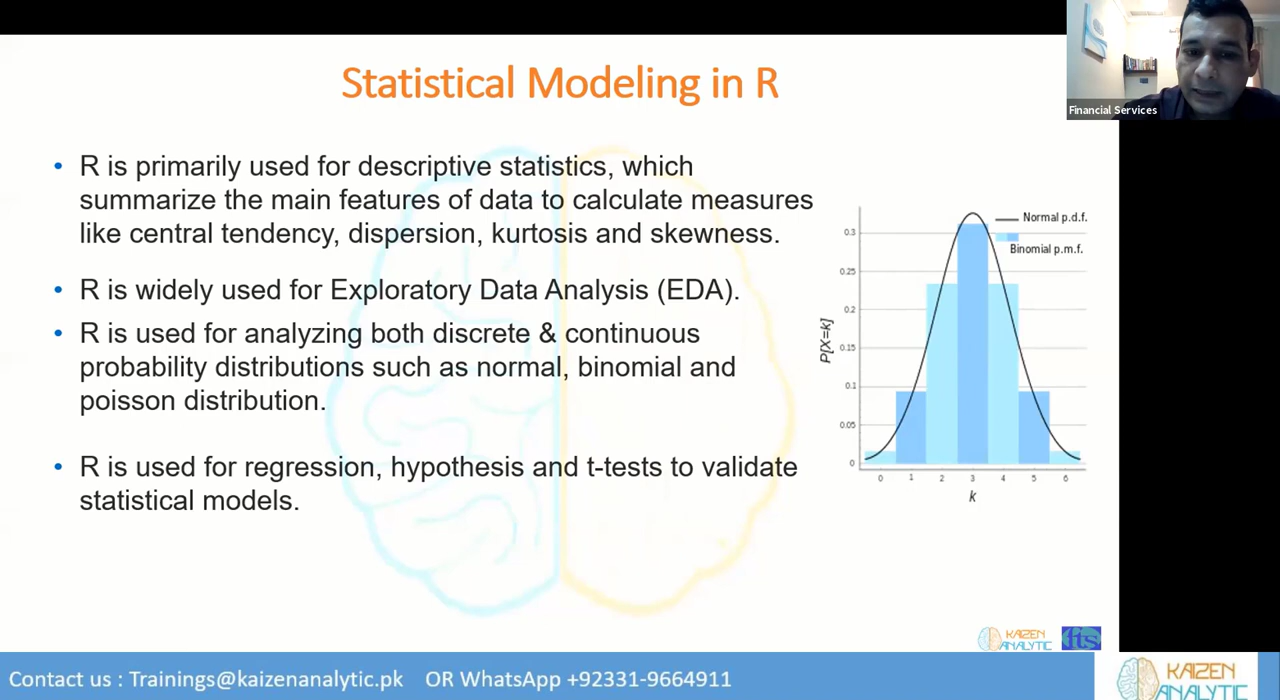 Statistical Modeling in R
Financial Services
• R is primarily used for descriptive statistics, which
summarize the main features of data to calculate measures
like central tendency, dispersion, kurtosis and skewness.
• R is widely used for Exploratory Data Analysis (EDA).
• R is used for analyzing both discrete & continuous
probability distributions such as normal, binomial and
poisson distribution.
• R is used for regression, hypothesis and t-tests to validate
statistical models.
Normal p.d.f.
Binomial p.m.f.
P[X=k]
0.3
0.25
0.2
0.15
0.1
0.05
0
0 1 2 3 4 5 6
k
KAIZEN
ANALYTIC
fts
Contact us : Trainings@kaizenanalytic.pk OR WhatsApp +92331-9664911
KAIZEN
ANALYTIC